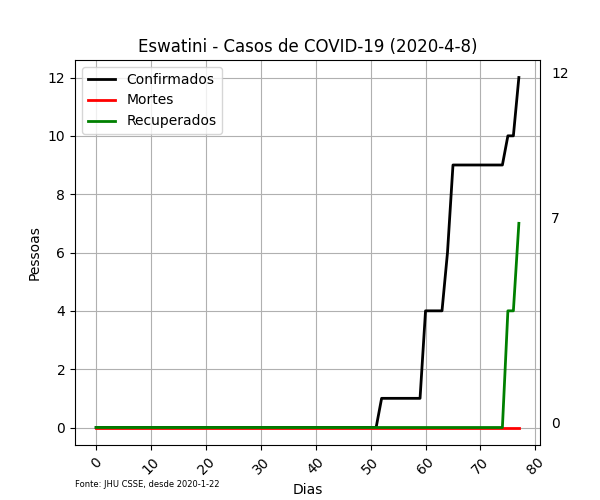 Eswatini - Casos de COVID-19 (2020-4-8)
Confirmados
Mortes
Recuperados
Pessoas
12
10
8
6
4
2
0
12
7
0
0 10 20 30 40 50 60 70 80
Dias
Fonte: JHU CSSE, desde 2020-1-22